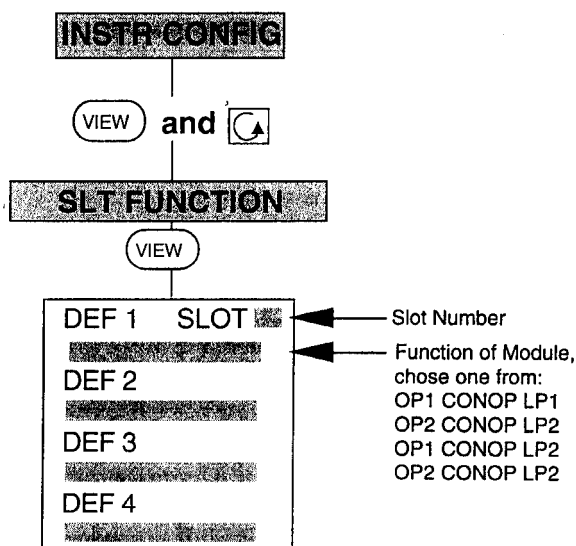 INSTR CONFIG
VIEW and
SLT FUNCTION
VIEW
DEF 1 SLOT
Slot Number
Function of Module,
chose one from:
OP1 CONOP LP1
OP2 CONOP LP2
OP1 CONOP LP2
OP2 CONOP LP2
DEF 2
DEF 3
DEF 4